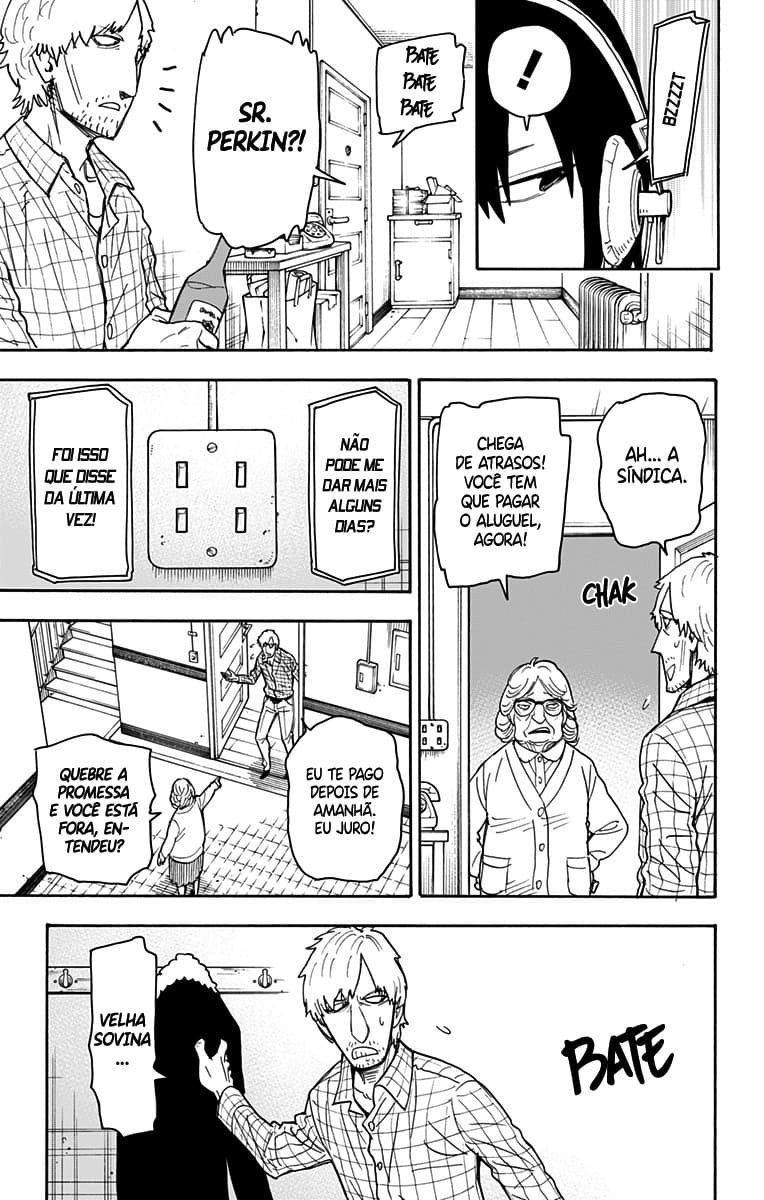 BZZZZT
!
BATE
BATE
BATE
SR.
PERKIN?!
AH... A
SÍNDICA.
CHEGA
DE ATRASOS!
VOCÊ TEM
QUE PAGAR
O ALUGUEL,
AGORA!
CHAK
NÃO
PODE ME
DAR MAIS
ALGUNS
DIAS?
FOI ISSO
QUE DISSE
DA ÚLTIMA
VEZ!
EU TE PAGO
DEPOIS DE
AMANHÃ.
EU JURO!
QUEBRE A
PROMESSA
E VOCÊ ESTÁ
FORA, EN-
TENDEU?
BATE
VELHA
SOVINA
...